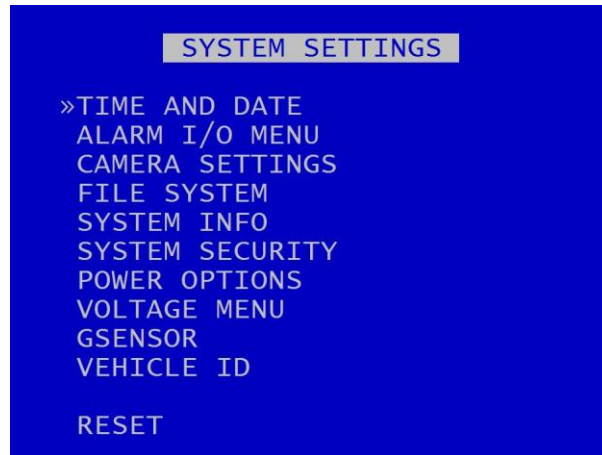 SYSTEM SETTINGS
»TIME AND DATE
ALARM I/O MENU
CAMERA SETTINGS
FILE SYSTEM
SYSTEM INFO
SYSTEM SECURITY
POWER OPTIONS
VOLTAGE MENU
GSENSOR
VEHICLE ID
RESET